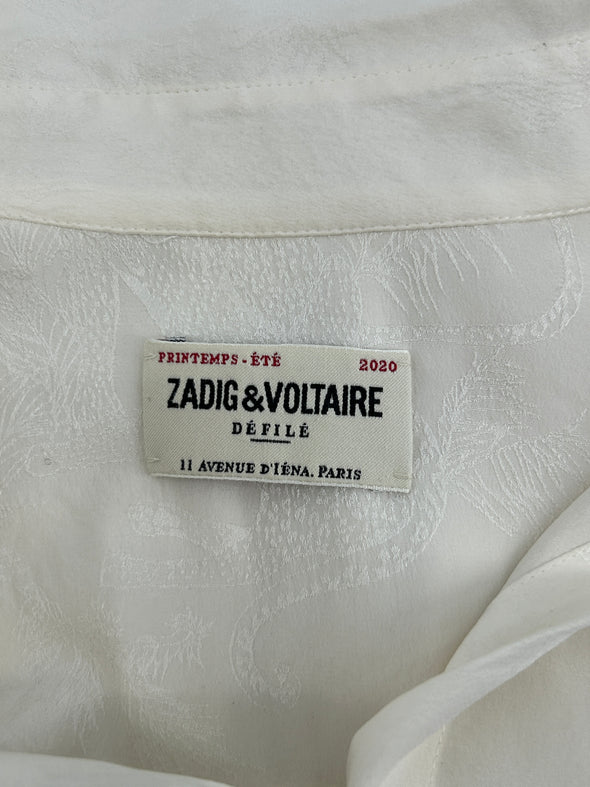 PRINTEMPS - ÉTÉ 2020
ZADIG&VOLTAIRE
DÉFILÉ
11 AVENUE D'IÉNA. PARIS